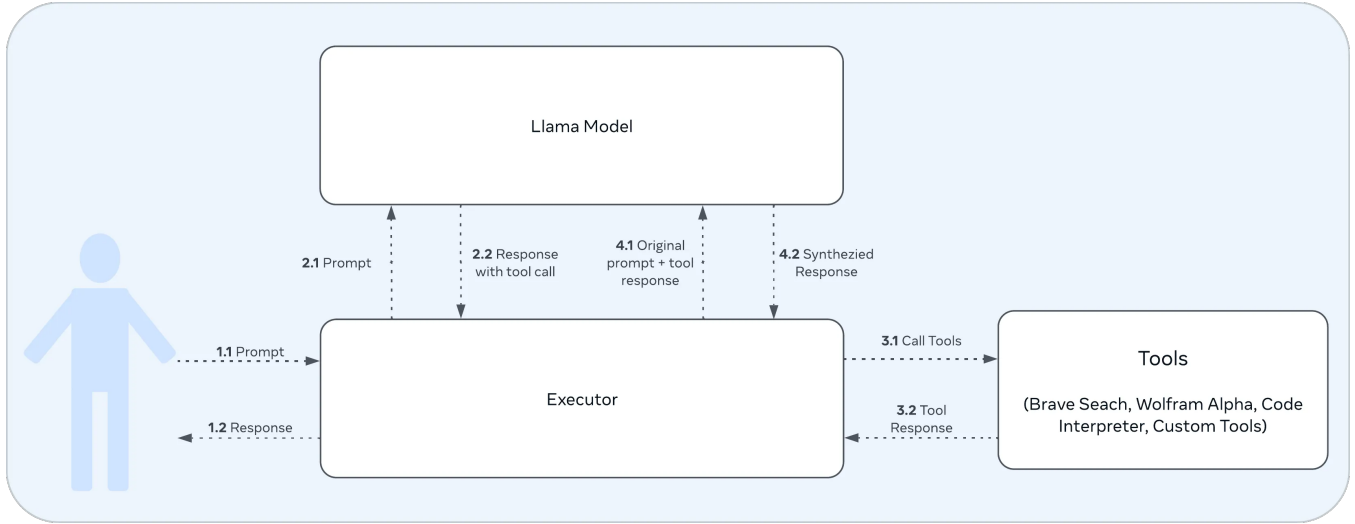 Llama Model
2.1 Prompt
2.2 Response
with tool call
4.1 Original
prompt + tool
response
4.2 Synthezied
Response
1.1 Prompt
1.2 Response
Executor
3.1 Call Tools
3.2 Tool
Response
Tools
(Brave Seach, Wolfram Alpha, Code
Interpreter, Custom Tools)